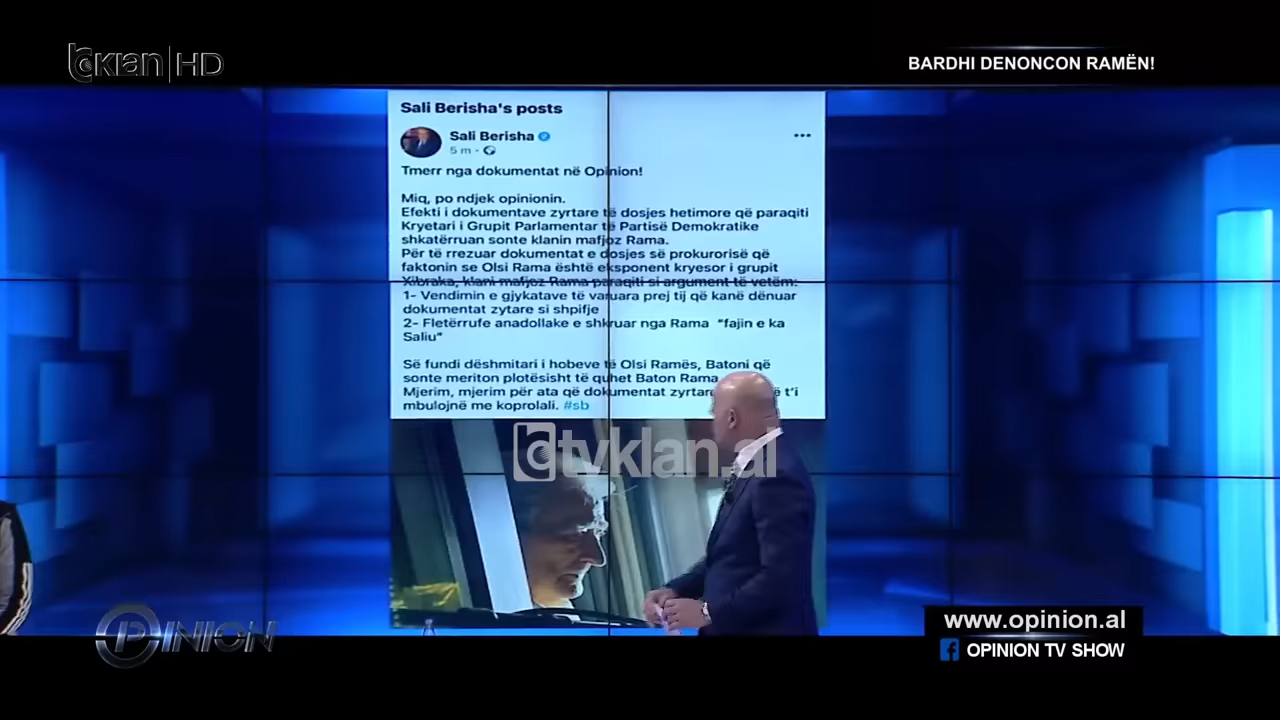 tvklan HD
BARDHI DENONCON RAMËN!
Sali Berisha's posts
Sali Berisha
5 m
Tmerr nga dokumentat në Opinion!
Miq, po ndjek opinionin.
Efekti i dokumentave zyrtare të dosjes hetimore që paraqiti
Kryetari i Grupit Parlamentar të Partisë Demokratike
shkatërruan sonte klanin mafjoz Rama.
Për të rrezuar dokumentat e dosjes së prokurorisë që
faktonin se Olsi Rama është eksponent kryesor i grupit
Xibraka, klani mafjoz Rama paraqiti si argument të vetëm:
1- Vendimin e gjykatave të varuara prej tij që kanë dënuar
dokumentat zytare si shpifje
2- Fletërrufe anadollake e shkruar nga Rama "fajin e ka
Saliu"
Së fundi dëshmitari i hobeve të Olsi Ramës, Batoni që
sonte meriton plotësisht të quhet Baton Rama
Mjerim, mjerim për ata që dokumentat zyrtare t'i
mbulojnë me koprolali. #sb
tvklan.al
OPINION
www.opinion.al
OPINION TV SHOW